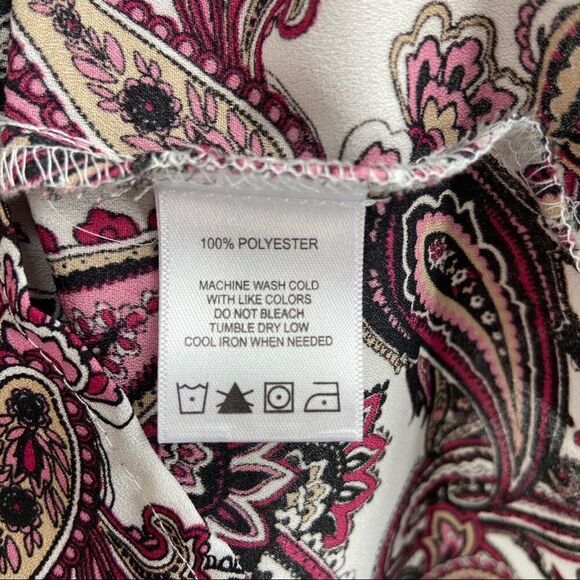 100% POLYESTER
MACHINE WASH COLD
WITH LIKE COLORS
DO NOT BLEACH
TUMBLE DRY LOW
COOL IRON WHEN NEEDED